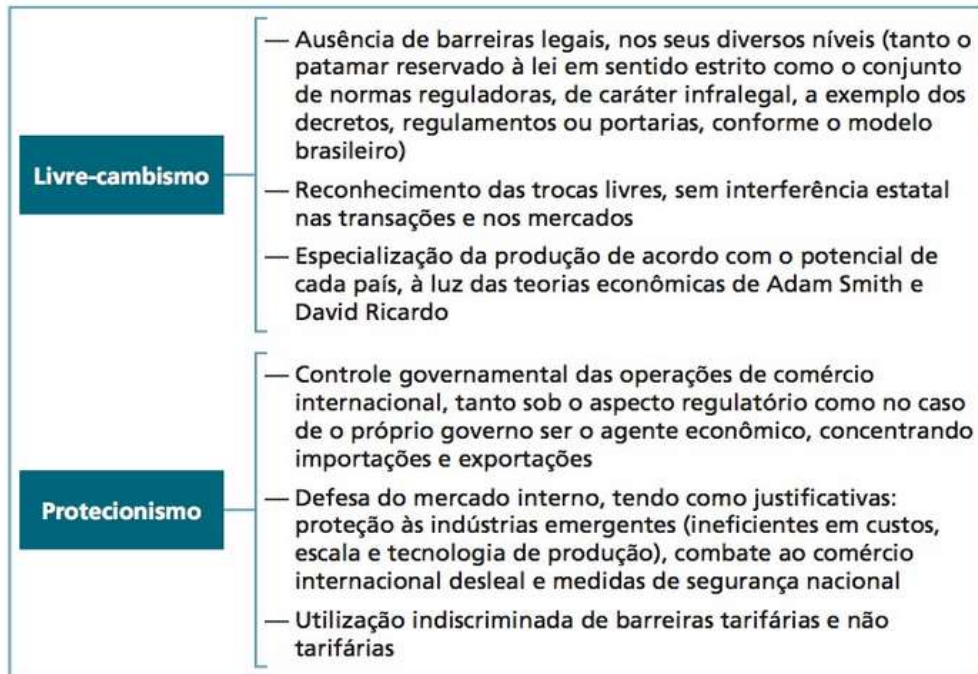 Livre-cambismo
— Ausência de barreiras legais, nos seus diversos níveis (tanto o
patamar reservado à lei em sentido estrito como o conjunto
de normas reguladoras, de caráter infralegal, a exemplo dos
decretos, regulamentos ou portarias, conforme o modelo
brasileiro)
— Reconhecimento das trocas livres, sem interferência estatal
nas transações e nos mercados
— Especialização da produção de acordo com o potencial de
cada país, à luz das teorias econômicas de Adam Smith e
David Ricardo
Protecionismo
— Controle governamental das operações de comércio
internacional, tanto sob o aspecto regulatório como no caso
de o próprio governo ser o agente econômico, concentrando
importações e exportações
— Defesa do mercado interno, tendo como justificativas:
proteção às indústrias emergentes (ineficientes em custos,
escala e tecnologia de produção), combate ao comércio
internacional desleal e medidas de segurança nacional
— Utilização indiscriminada de barreiras tarifárias e não
tarifárias